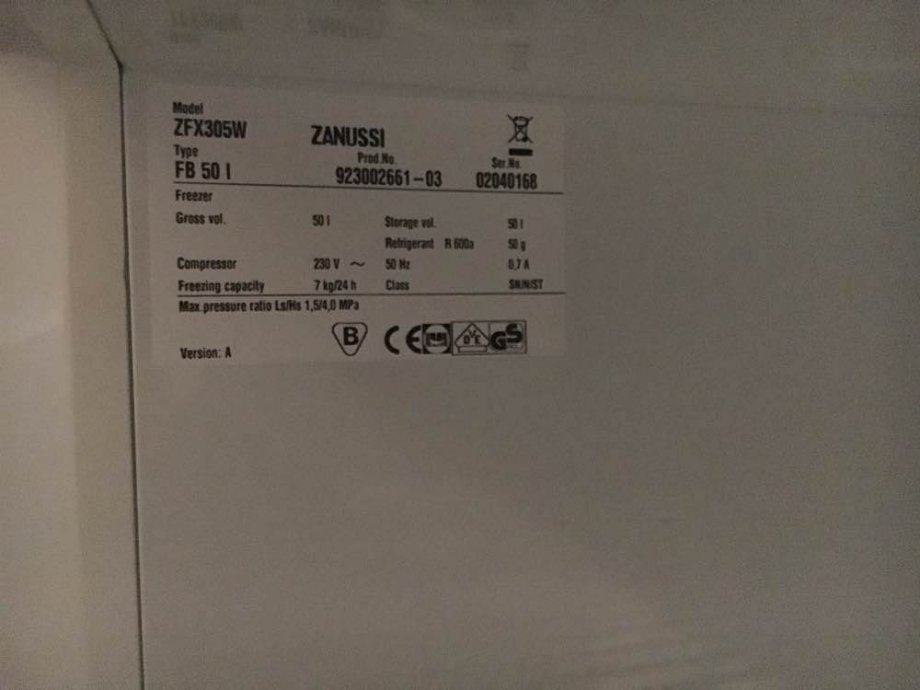 Model
ZFX305W ZANUSSI
Type Prod.No. Ser.No.
FB 50 I 923002661-03 02040168
Freezer
Gross vol. 50 l Storage vol. 50 l
Refrigerant R 600a 50 g
Compressor 230 V ~ 50 Hz 0,7 A
Freezing capacity 7 kg/24 h Class SN/N/ST
Max.pressure ratio Ls/Hs 1,5/4,0 MPa
B CE DVE GS
Version: A